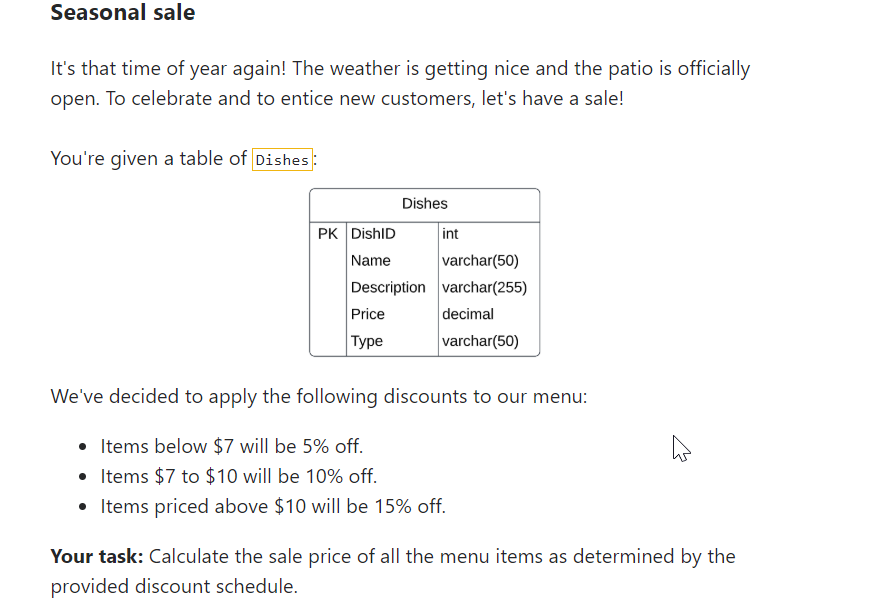 Seasonal sale
It's that time of year again! The weather is getting nice and the patio is officially
open. To celebrate and to entice new customers, let's have a sale!
You're given a table of Dishes:
Dishes
PK DishID int
Name varchar(50)
Description varchar(255)
Price decimal
Type varchar(50)
We've decided to apply the following discounts to our menu:
• Items below $7 will be 5% off.
• Items $7 to $10 will be 10% off.
• Items priced above $10 will be 15% off.
Your task: Calculate the sale price of all the menu items as determined by the
provided discount schedule.